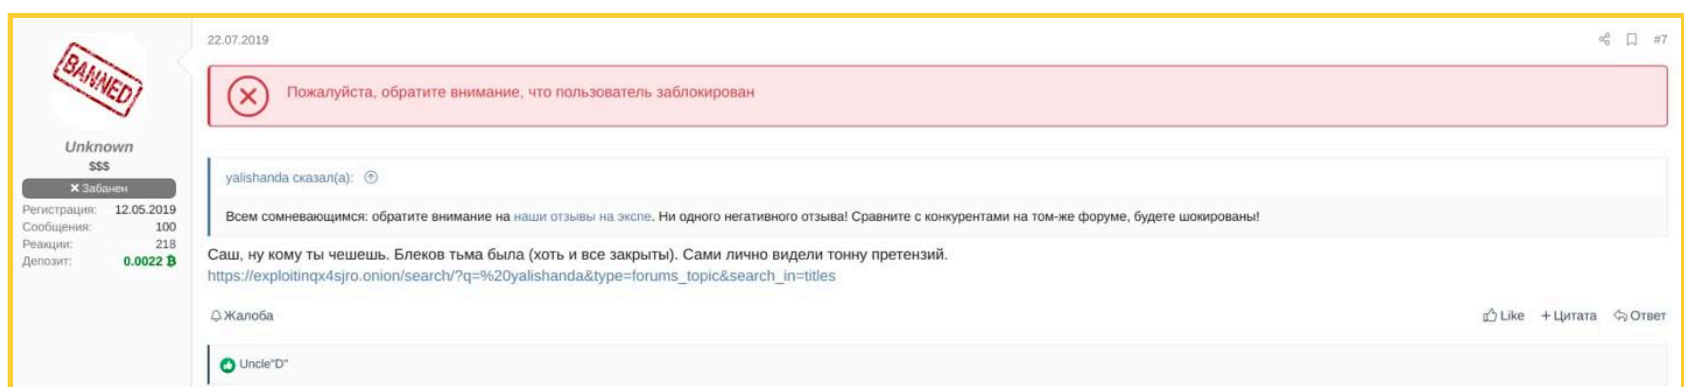 22.07.2019
#7
BANNED
Пожалуйста, обратите внимание, что пользователь заблокирован
Unknown
$$$
Забанен
Регистрация: 12.05.2019
Сообщения: 100
Реакции: 218
Депозит: 0.0022 ₿
yalishanda сказал(а):
Всем сомневающимся: обратите внимание на наши отзывы на экспе. Ни одного негативного отзыва! Сравните с конкурентами на том-же форуме, будете шокированы!
Саш, ну кому ты чешешь. Блеков тьма была (хоть и все закрыты). Сами лично видели тонну претензий.
https://exploitinqx4sjro.onion/search/?q=%20yalishanda&type=forums_topic&search_in=titles
Жалоба
Like + Цитата Ответ
Uncle"D"